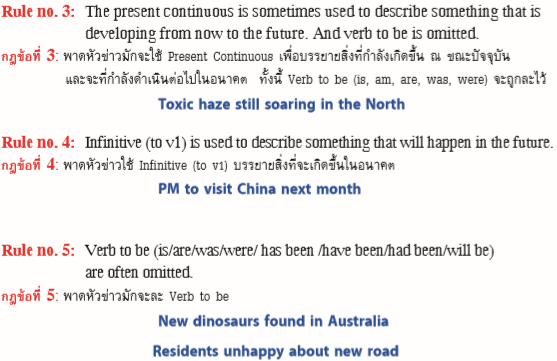 Rule no. 3: The present continuous is sometimes used to describe something that is
developing from now to the future. And verb to be is omitted.
กฎข้อที่ 3: พาดหัวข่าวมักจะใช้ Present Continuous เพื่อบรรยายสิ่งที่กำลังเกิดขึ้น ณ ขณะปัจจุบัน
และจะที่กำลังดำเนินต่อไปในอนาคต ทั้งนี้ Verb to be (is, am, are, was, were) จะถูกละไว้
Toxic haze still soaring in the North
Rule no. 4: Infinitive (to v1) is used to describe something that will happen in the future.
กฎข้อที่ 4: พาดหัวข่าวใช้ Infinitive (to v1) บรรยายสิ่งที่จะเกิดขึ้นในอนาคต
PM to visit China next month
Rule no. 5: Verb to be (is/are/was/were/ has been /have been/had been/will be)
are often omitted.
กฎข้อที่ 5: พาดหัวข่าวมักจะละ Verb to be
New dinosaurs found in Australia
Residents unhappy about new road